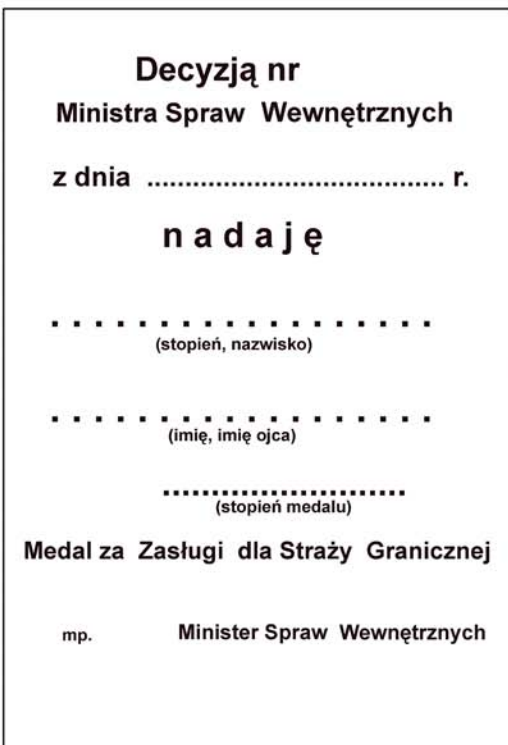 Decyzją nr
Ministra Spraw Wewnętrznych
z dnia ....................................... r.
n a d a j ę
. . . . . . . . . . . . . . . . . .
(stopień, nazwisko)
. . . . . . . . . . . . . . . . . .
(imię, imię ojca)
.........................
(stopień medalu)
Medal za Zasługi dla Straży Granicznej
mp. Minister Spraw Wewnętrznych